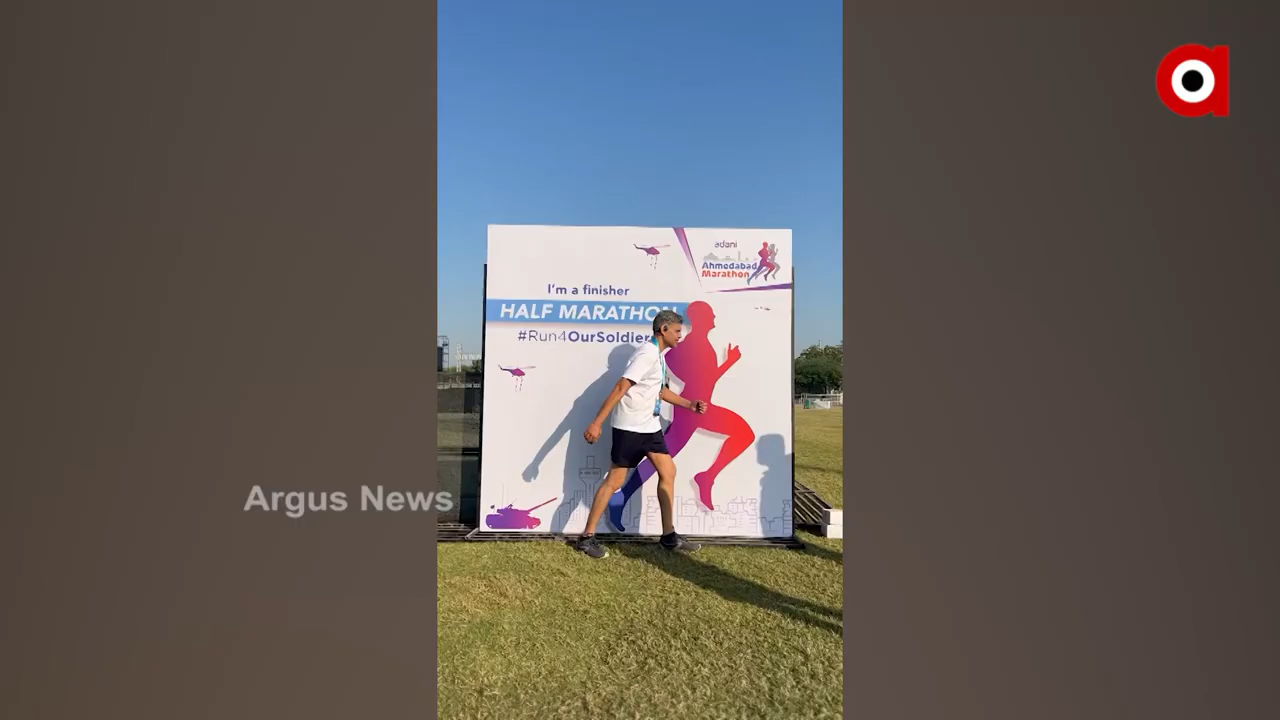 adani
Ahmedabad
Marathon
I'm a finisher
HALF MARATHON
#Run4OurSoldiers
Argus News